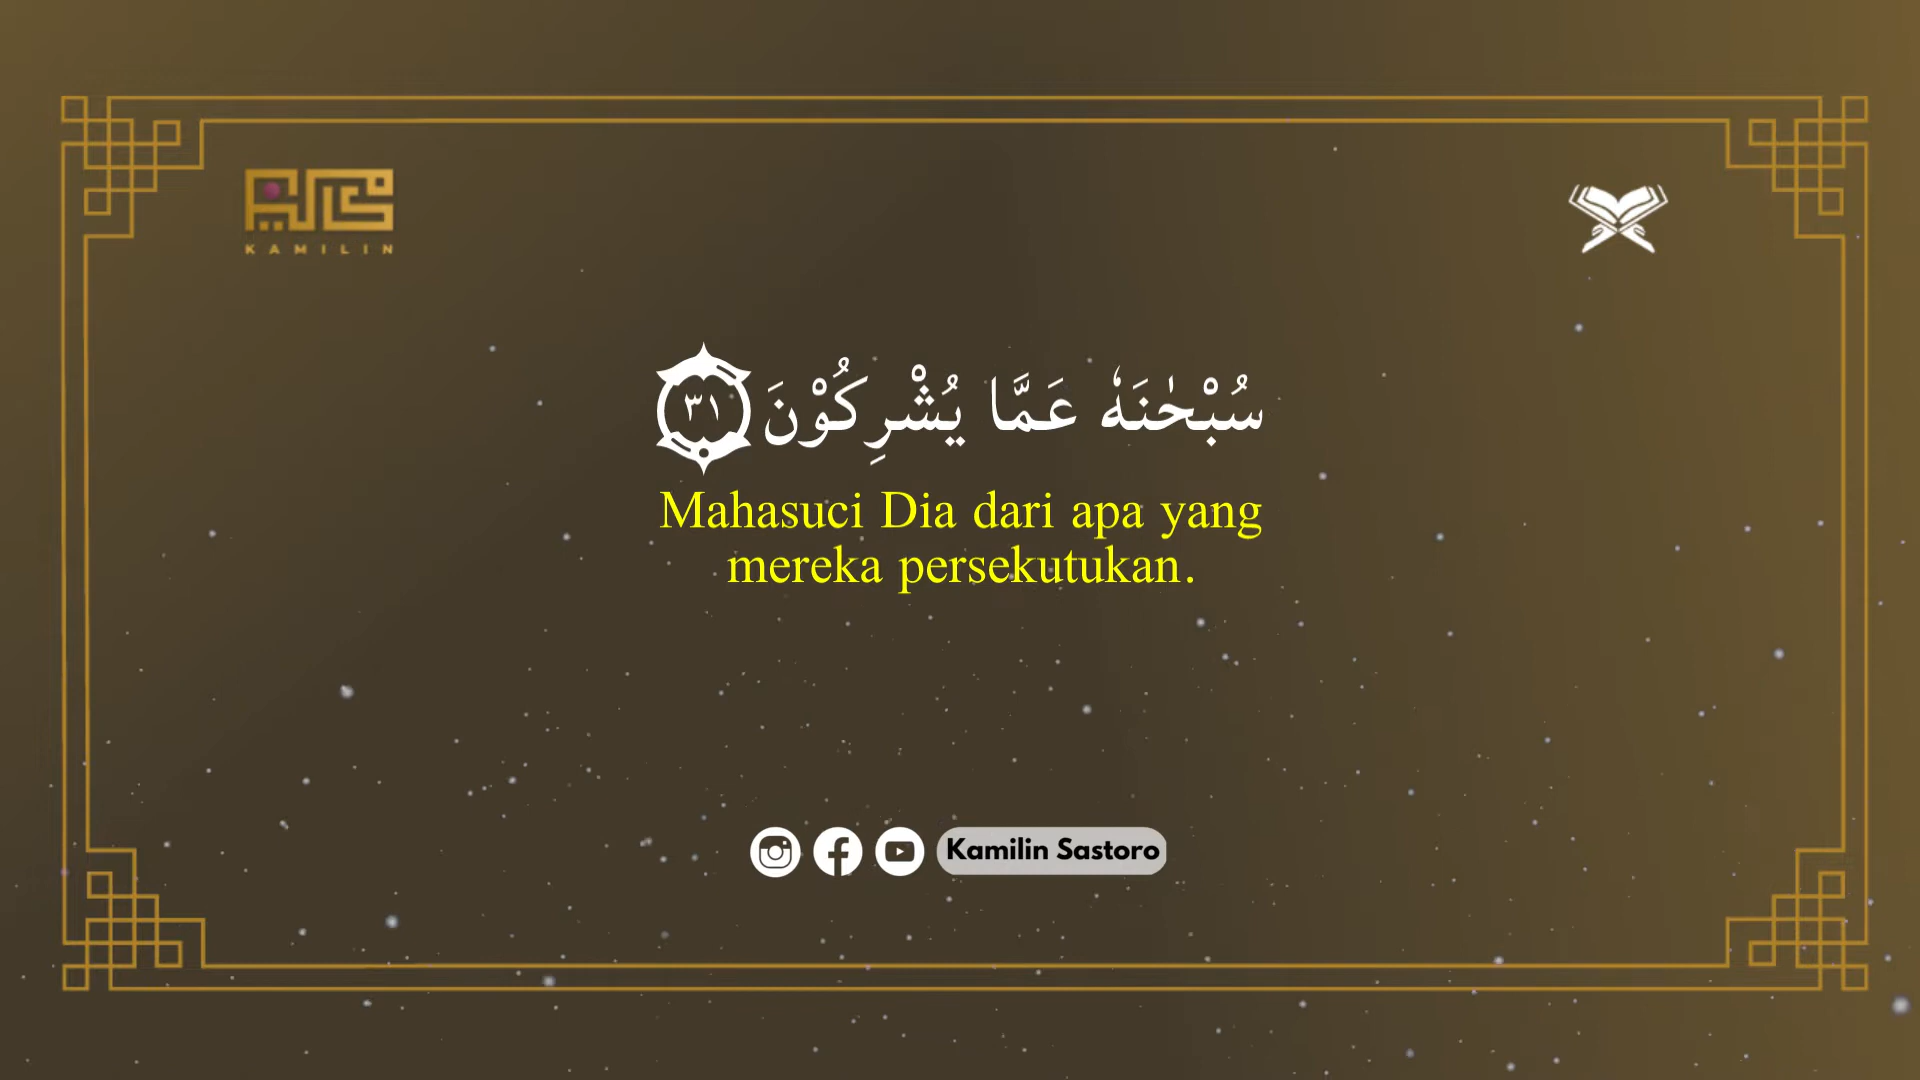 KAMILIN
سُبْحٰنَهٗ عَمَّا يُشْرِكُوْنَ ٣١
Mahasuci Dia dari apa yang
mereka persekutukan.
Kamilin Sastoro